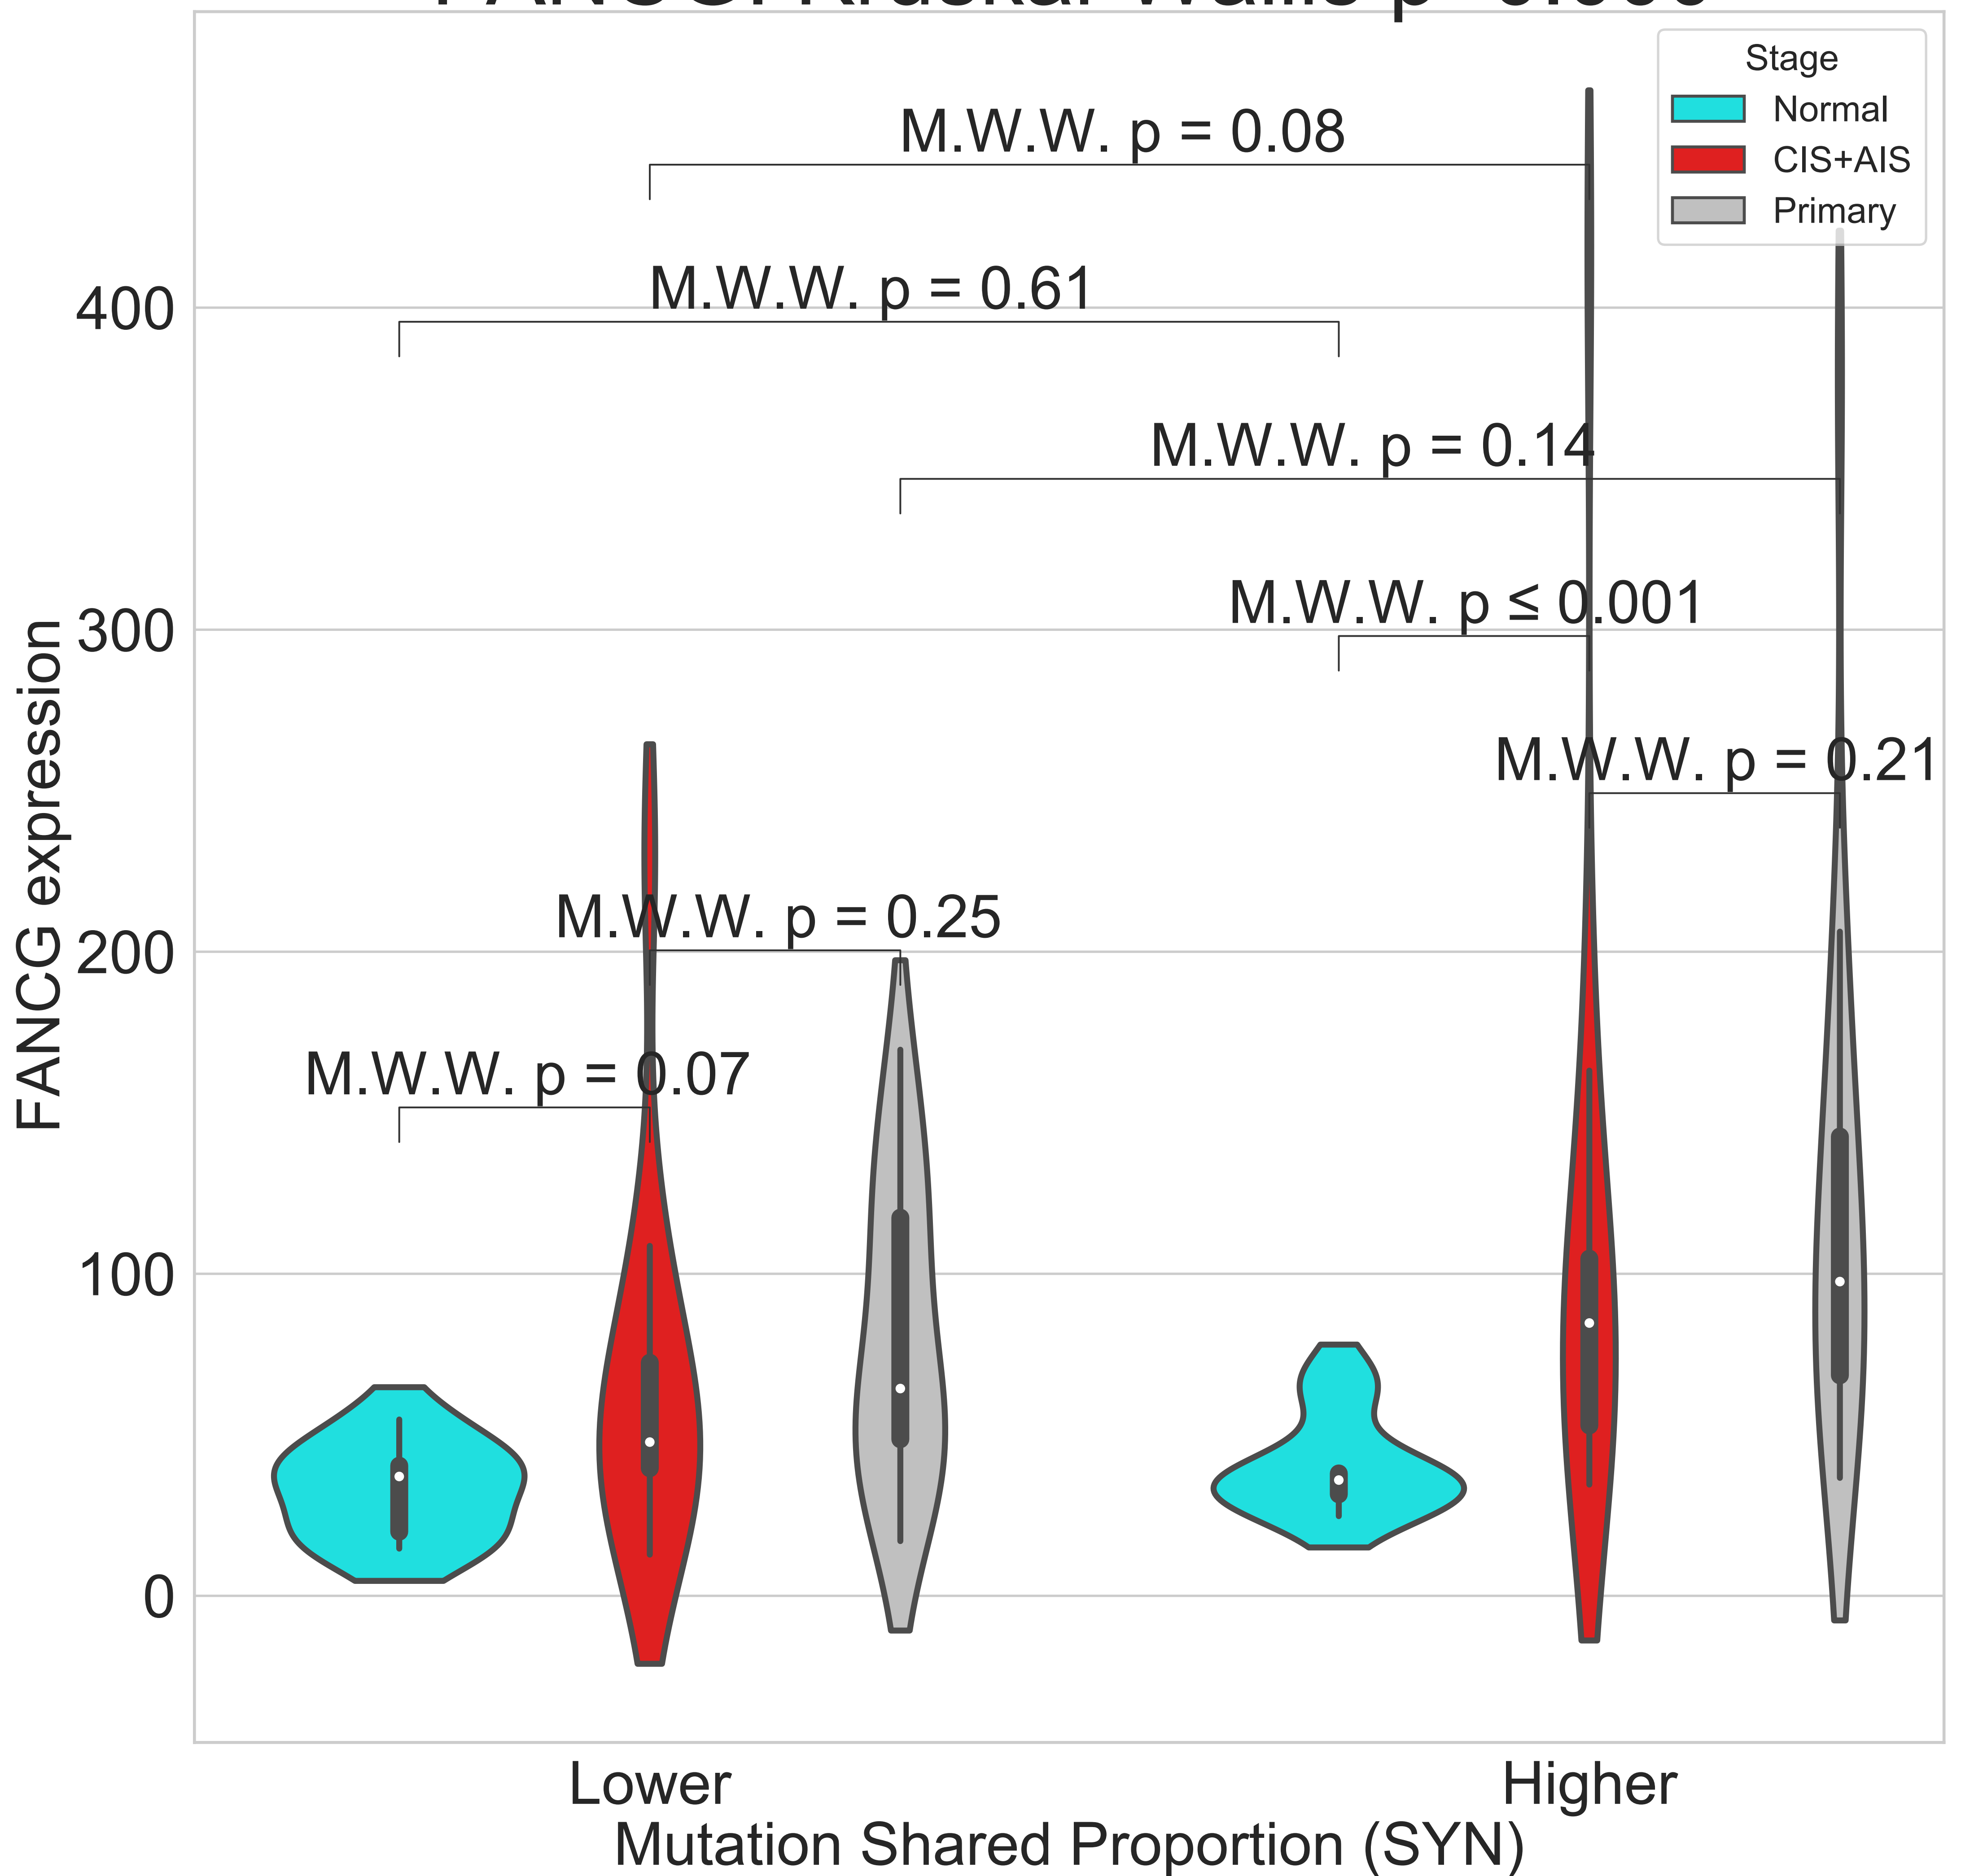 Stage
Normal
CIS+AIS
Primary
M.W.W. p = 0.08
M.W.W. p = 0.61
M.W.W. p = 0.14
M.W.W. p ≤ 0.001
M.W.W. p = 0.21
M.W.W. p = 0.25
M.W.W. p = 0.07
400
300
200
100
0
FANCG expression
Lower
Higher
Mutation Shared Proportion (SYN)